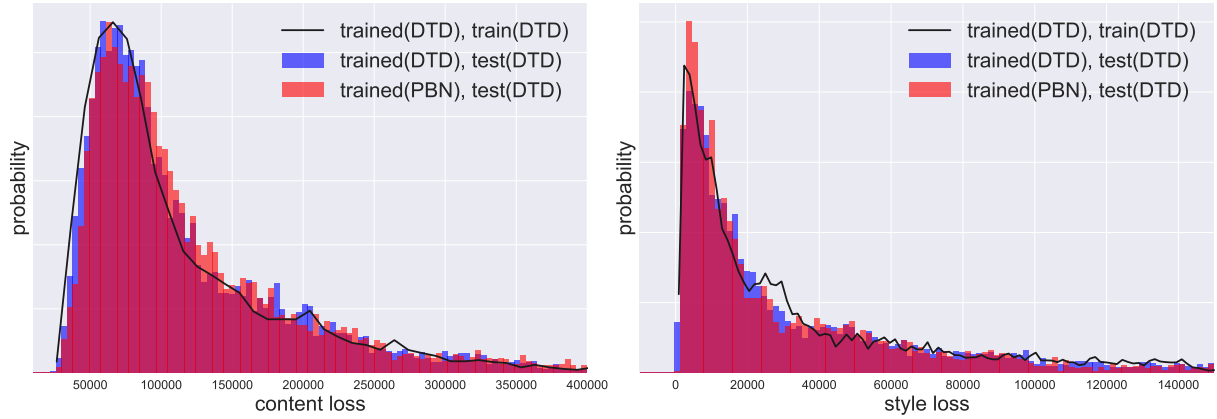 probability
trained(DTD), train(DTD)
trained(DTD), test(DTD)
trained(PBN), test(DTD)
50000 100000 150000 200000 250000 300000 350000 400000
content loss
probability
trained(DTD), train(DTD)
trained(DTD), test(DTD)
trained(PBN), test(DTD)
0 20000 40000 60000 80000 100000 120000 140000
style loss